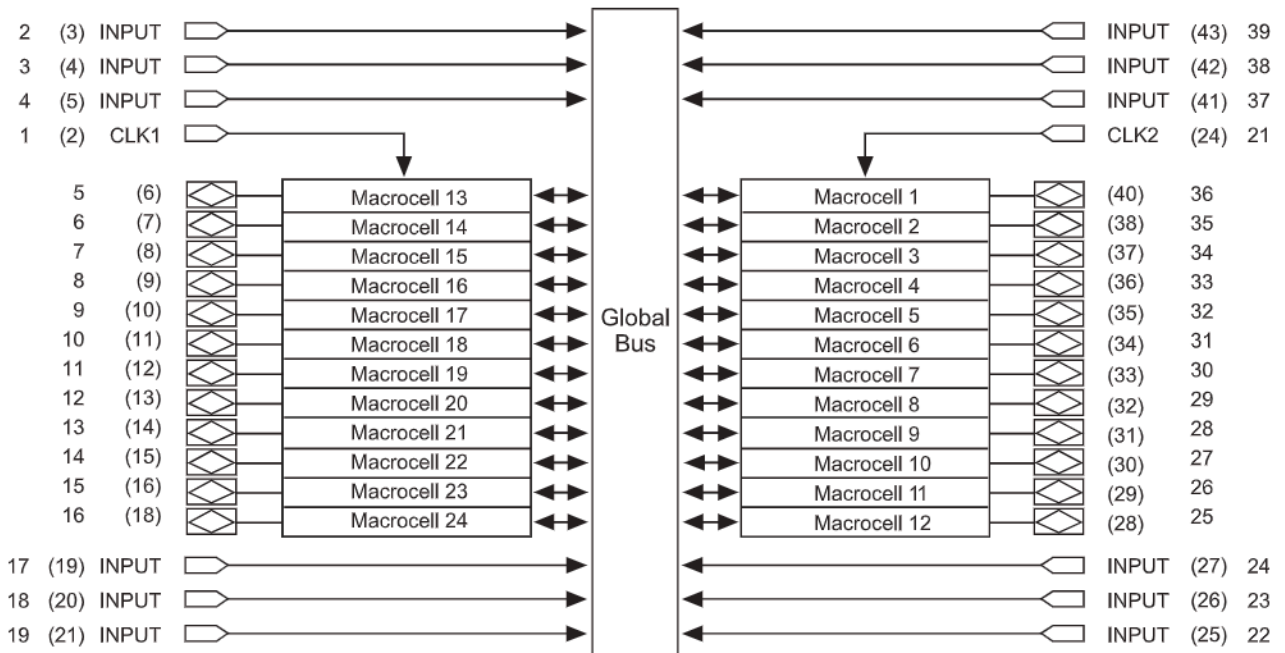 2 (3) INPUT INPUT (43) 39
3 (4) INPUT INPUT (42) 38
4 (5) INPUT INPUT (41) 37
1 (2) CLK1 CLK2 (24) 21
5 (6) Macrocell 13 Macrocell 1 (40) 36
6 (7) Macrocell 14 Macrocell 2 (38) 35
7 (8) Macrocell 15 Macrocell 3 (37) 34
8 (9) Macrocell 16 Macrocell 4 (36) 33
9 (10) Macrocell 17 Global Macrocell 5 (35) 32
10 (11) Macrocell 18 Bus Macrocell 6 (34) 31
11 (12) Macrocell 19 Macrocell 7 (33) 30
12 (13) Macrocell 20 Macrocell 8 (32) 29
13 (14) Macrocell 21 Macrocell 9 (31) 28
14 (15) Macrocell 22 Macrocell 10 (30) 27
15 (16) Macrocell 23 Macrocell 11 (29) 26
16 (18) Macrocell 24 Macrocell 12 (28) 25
17 (19) INPUT INPUT (27) 24
18 (20) INPUT INPUT (26) 23
19 (21) INPUT INPUT (25) 22